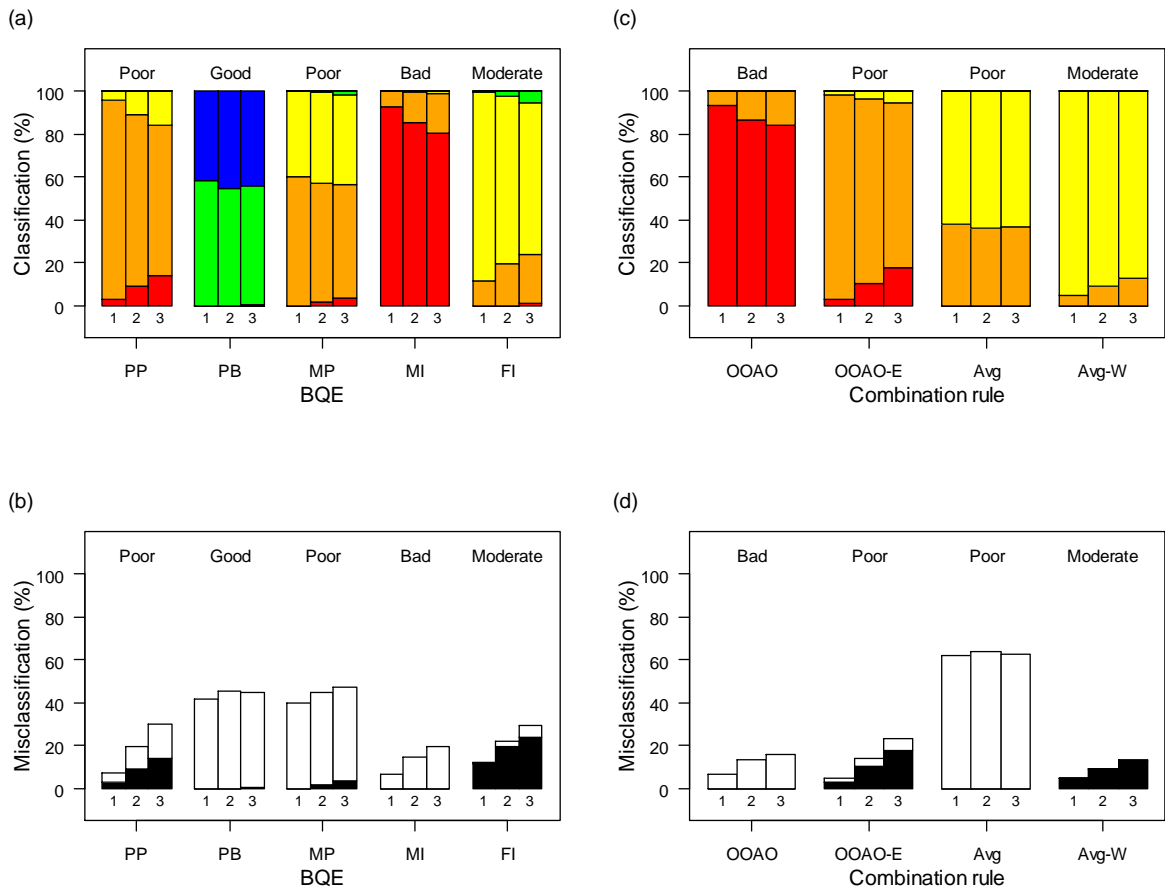 (a)
Poor Good Poor Bad Moderate
100
80
60
40
20
0
Classification (%)
1 2 3 1 2 3 1 2 3 1 2 3 1 2 3
PP PB MP MI FI
BQE
(c)
Bad Poor Poor Moderate
100
80
60
40
20
0
Classification (%)
1 2 3 1 2 3 1 2 3 1 2 3
OOAO OOAO-E Avg Avg-W
Combination rule
(b)
Poor Good Poor Bad Moderate
100
80
60
40
20
0
Misclassification (%)
1 2 3 1 2 3 1 2 3 1 2 3 1 2 3
PP PB MP MI FI
BQE
(d)
Bad Poor Poor Moderate
100
80
60
40
20
0
Misclassification (%)
1 2 3 1 2 3 1 2 3 1 2 3
OOAO OOAO-E Avg Avg-W
Combination rule